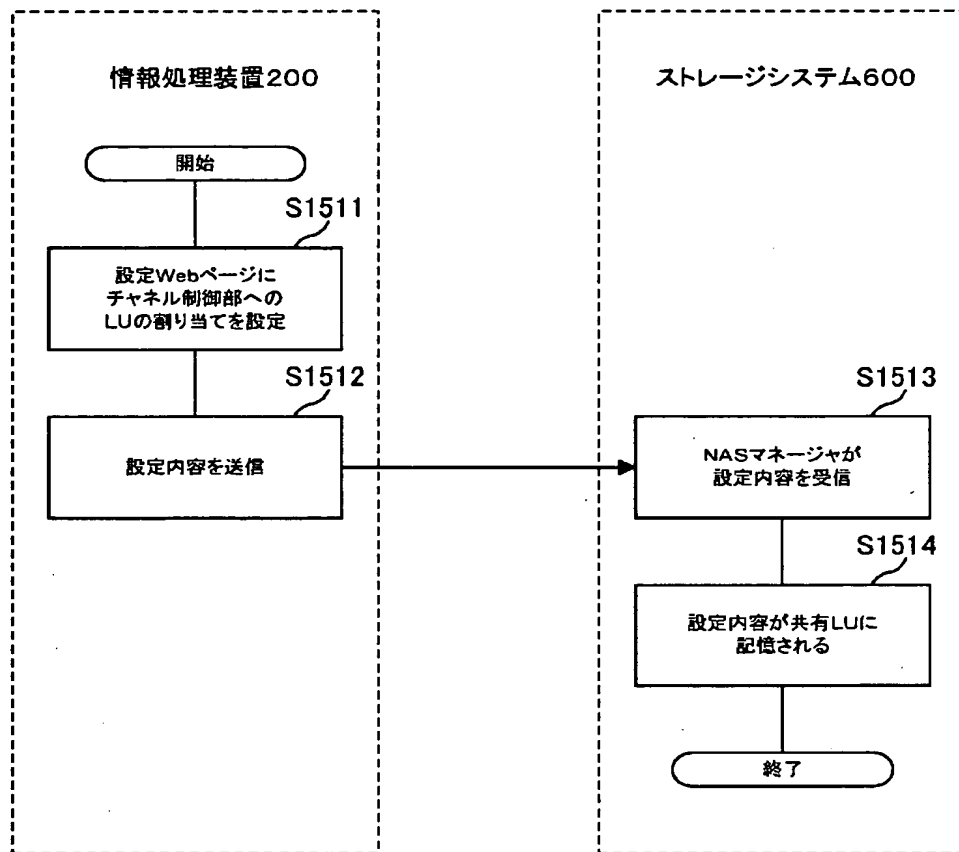 情報処理装置200
開始
S1511
設定Webページに
チャネル制御部への
LUの割り当てを設定
S1512
設定内容を送信
ストレージシステム600
S1513
NASマネージャが
設定内容を受信
S1514
設定内容が共有LUに
記憶される
終了